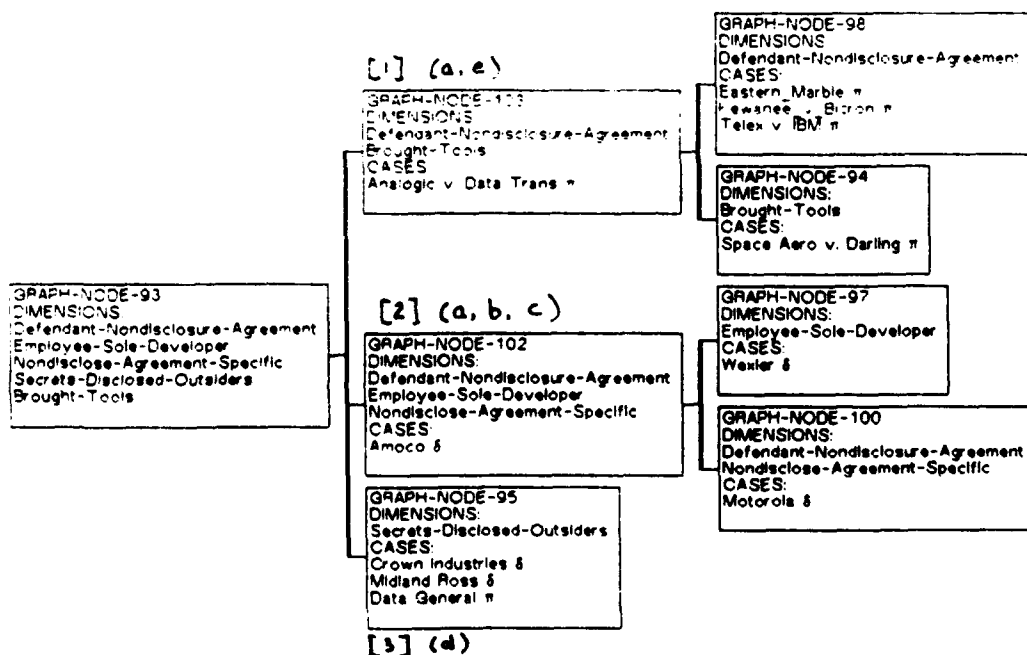 GRAPH-NODE-93
DIMENSIONS
Defendant-Nondisclosure-Agreement
Employee-Sole-Developer
Nondisclose-Agreement-Specific
Secrets-Disclosed-Outsiders
Brought-Tools
[1] (a, e)
GRAPH-NODE-103
DIMENSIONS
Defendant-Nondisclosure-Agreement
Brought-Tools
CASES
Analogic v. Data Trans π
[2] (a, b, c)
GRAPH-NODE-102
DIMENSIONS:
Defendant-Nondisclosure-Agreement
Employee-Sole-Developer
Nondisclose-Agreement-Specific
CASES:
Amoco δ
GRAPH-NODE-95
DIMENSIONS:
Secrets-Disclosed-Outsiders
CASES:
Crown Industries δ
Midland Ross δ
Data General π
[3] (d)
GRAPH-NODE-98
DIMENSIONS
Defendant-Nondisclosure-Agreement
CASES:
Eastern_Marble π
Kewanee v. Bicron π
Telex v. IBM π
GRAPH-NODE-94
DIMENSIONS:
Brought-Tools
CASES:
Space Aero v. Darling π
GRAPH-NODE-97
DIMENSIONS:
Employee-Sole-Developer
CASES:
Wexler δ
GRAPH-NODE-100
DIMENSIONS:
Defendant-Nondisclosure-Agreement
Nondisclose-Agreement-Specific
CASES:
Motorola δ